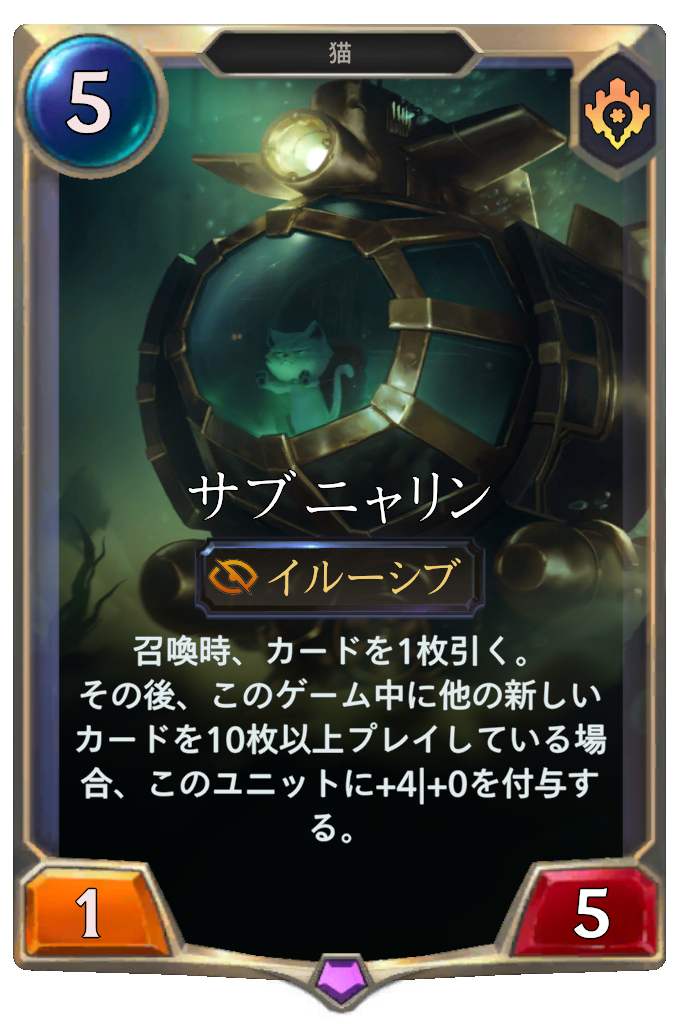 猫
5
サブニャリン
イルーシブ
召喚時、カードを1枚引く。
その後、このゲーム中に他の新しい
カードを10枚以上プレイしている場
合、このユニットに+4|+0を付与す
る。
1
5